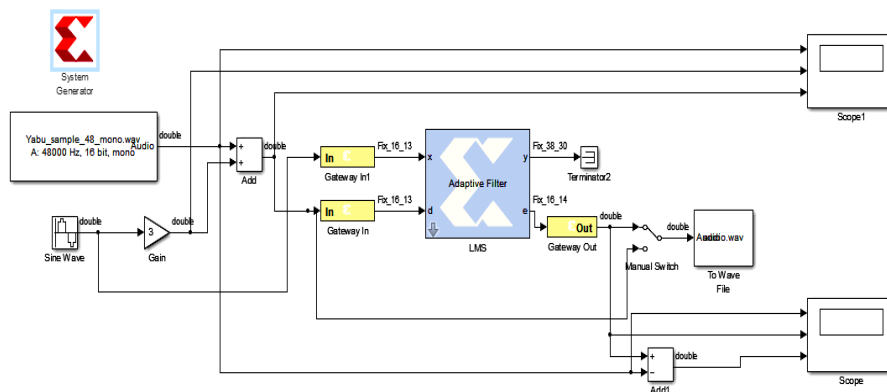 System
Generator
double
Yabu_sample_48_mono.wav
A: 48000 Hz, 16 bit, mono
Audio
double
Add
Scope1
In
Gateway In1
Fix_16_13
x
y
Fix_38_30
Terminator2
Adaptive Filter
In
Gateway In
Fix_16_13
d
e
Fix_16_14
LMS
Out
Gateway Out
double
Manual Switch
double
audio.wav
To Wave
File
Sine Wave
double
3
Gain
double
double
Add1
Scope